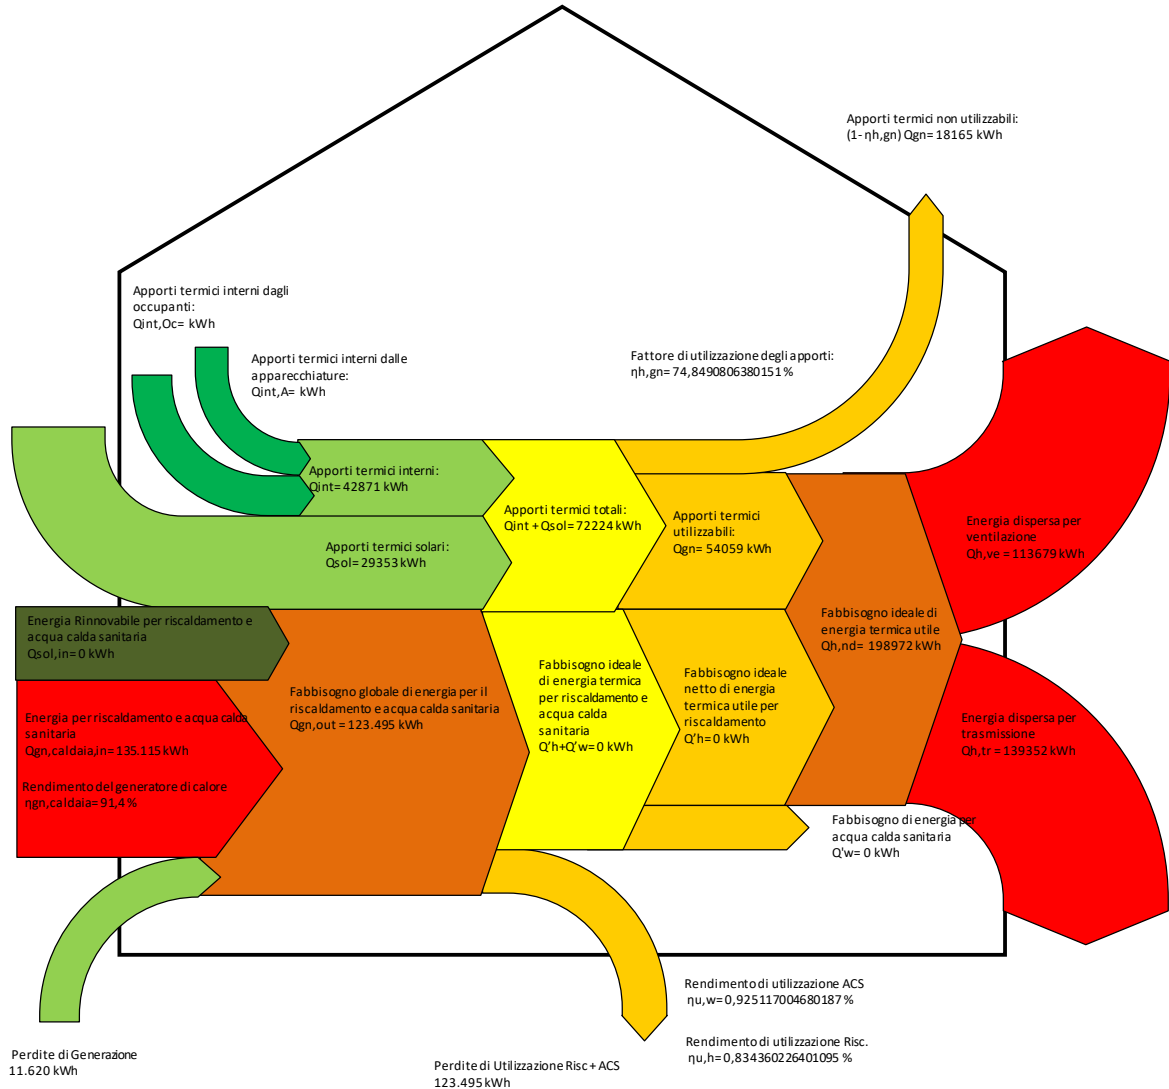 Apporti termici non utilizzabili:
(1- ηh,gn) Qgn= 18165 kWh
Apporti termici interni dagli
occupanti:
Qint,Oc= kWh
Apporti termici interni dalle
apparecchiature:
Qint,A= kWh
Fattore di utilizzazione degli apporti:
ηh,gn= 74,8490806380151 %
Apporti termici interni:
Qint= 42871 kWh
Apporti termici solari:
Qsol= 29353 kWh
Apporti termici totali:
Qint + Qsol= 72224 kWh
Apporti termici
utilizzabili:
Qgn= 54059 kWh
Energia dispersa per
ventilazione
Qh,ve = 113679 kWh
Energia Rinnovabile per riscaldamento e
acqua calda sanitaria
Qsol,in= 0 kWh
Energia per riscaldamento e acqua calda
sanitaria
Qgn,caldaia,in= 135.115 kWh
Rendimento del generatore di calore
ηgn,caldaia= 91,4 %
Fabbisogno globale di energia per il
riscaldamento e acqua calda sanitaria
Qgn,out = 123.495 kWh
Fabbisogno ideale
di energia termica
per riscaldamento e
acqua calda
sanitaria
Q'h+Q'w= 0 kWh
Fabbisogno ideale
netto di energia
termica utile per
riscaldamento
Q'h= 0 kWh
Fabbisogno ideale di
energia termica utile
Qh,nd= 198972 kWh
Energia dispersa per
trasmissione
Qh,tr = 139352 kWh
Fabbisogno di energia per
acqua calda sanitaria
Q'w= 0 kWh
Rendimento di utilizzazione ACS
ηu,w= 0,925117004680187 %
Rendimento di utilizzazione Risc.
ηu,h= 0,834360226401095 %
Perdite di Generazione
11.620 kWh
Perdite di Utilizzazione Risc + ACS
123.495 kWh